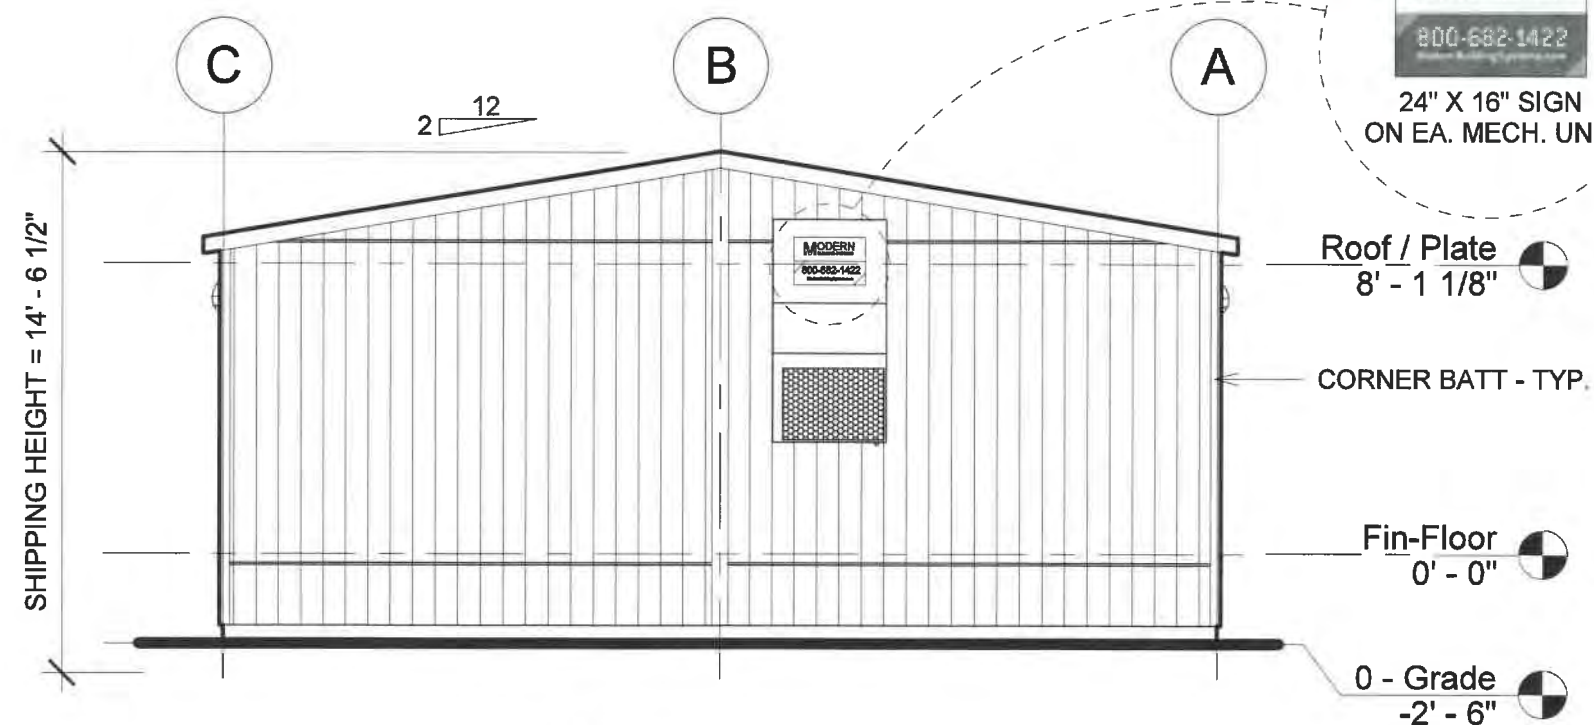 C
B
A
800-682-1422
24" X 16" SIGN
ON EA. MECH. UN
12
2
SHIPPING HEIGHT = 14' - 6 1/2"
MODERN
800-682-1422
Roof / Plate
8' - 1 1/8"
CORNER BATT - TYP.
Fin-Floor
0' - 0"
0 - Grade
-2' - 6"